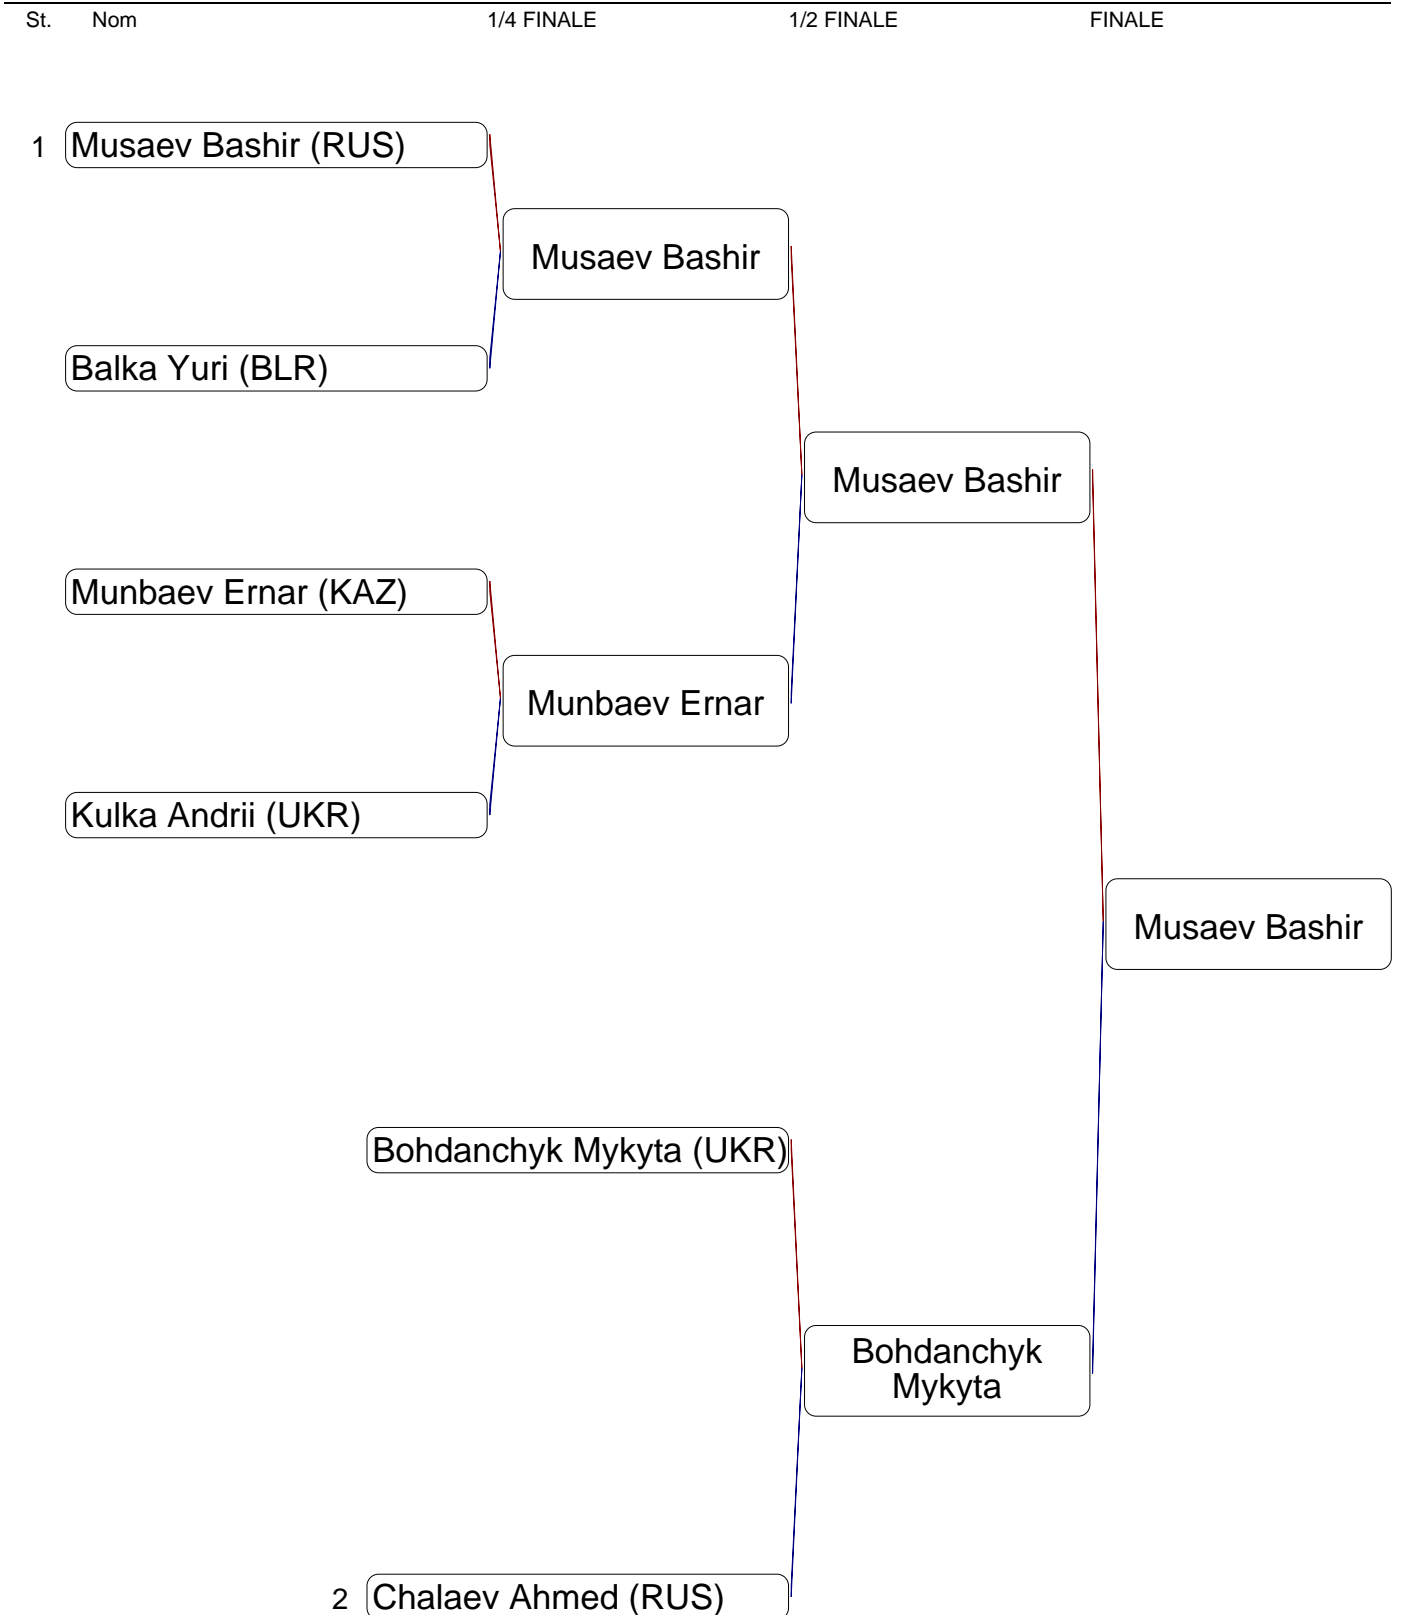 St. Nom 1/4 FINALE 1/2 FINALE FINALE
1 Musaev Bashir (RUS)
Musaev Bashir
Balka Yuri (BLR)
Musaev Bashir
Munbaev Ernar (KAZ)
Munbaev Ernar
Kulka Andrii (UKR)
Musaev Bashir
Bohdanchyk Mykyta (UKR)
Bohdanchyk
Mykyta
2 Chalaev Ahmed (RUS)